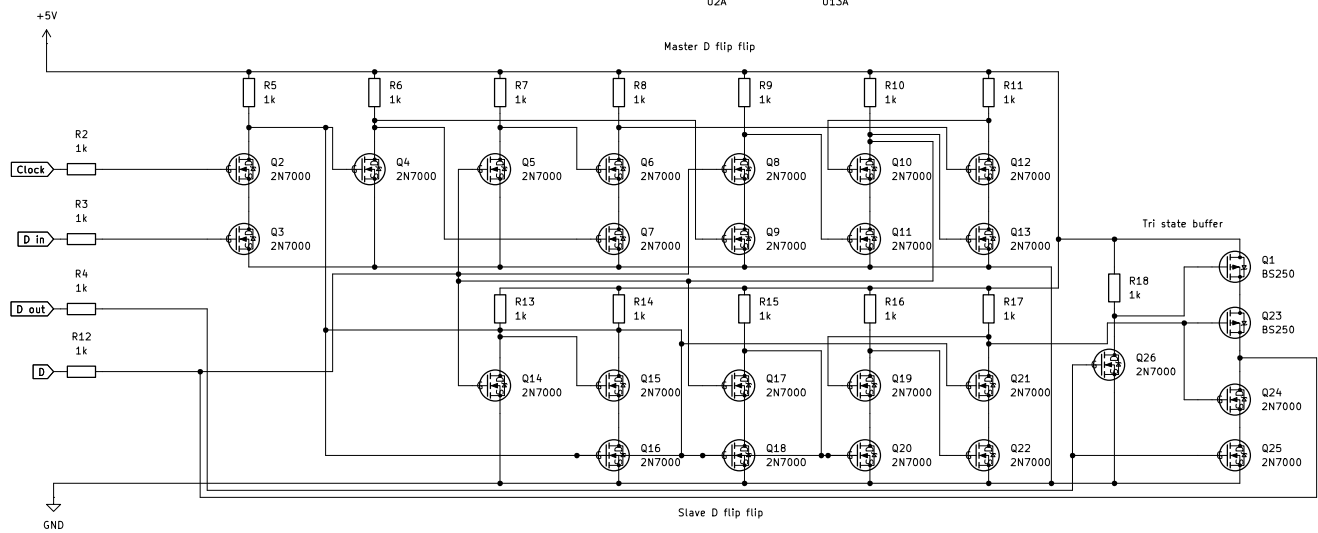 U2A U13A
+5V
Master D flip flip
R5 R6 R7 R8 R9 R10 R11
1k 1k 1k 1k 1k 1k 1k
R2
1k
Clock
Q2 Q4 Q5 Q6 Q8 Q10 Q12
2N7000 2N7000 2N7000 2N7000 2N7000 2N7000 2N7000
R3
1k
D in
Q3 Q7 Q9 Q11 Q13
2N7000 2N7000 2N7000 2N7000 2N7000
Tri state buffer
Q1
BS250
R4
1k
D out
R18
1k
R13 R14 R15 R16 R17
1k 1k 1k 1k 1k
Q23
BS250
R12
1k
D
Q26
2N7000
Q14 Q15 Q17 Q19 Q21
2N7000 2N7000 2N7000 2N7000 2N7000
Q24
2N7000
Q16 Q18 Q20 Q22 Q25
2N7000 2N7000 2N7000 2N7000 2N7000
Slave D flip flip
GND